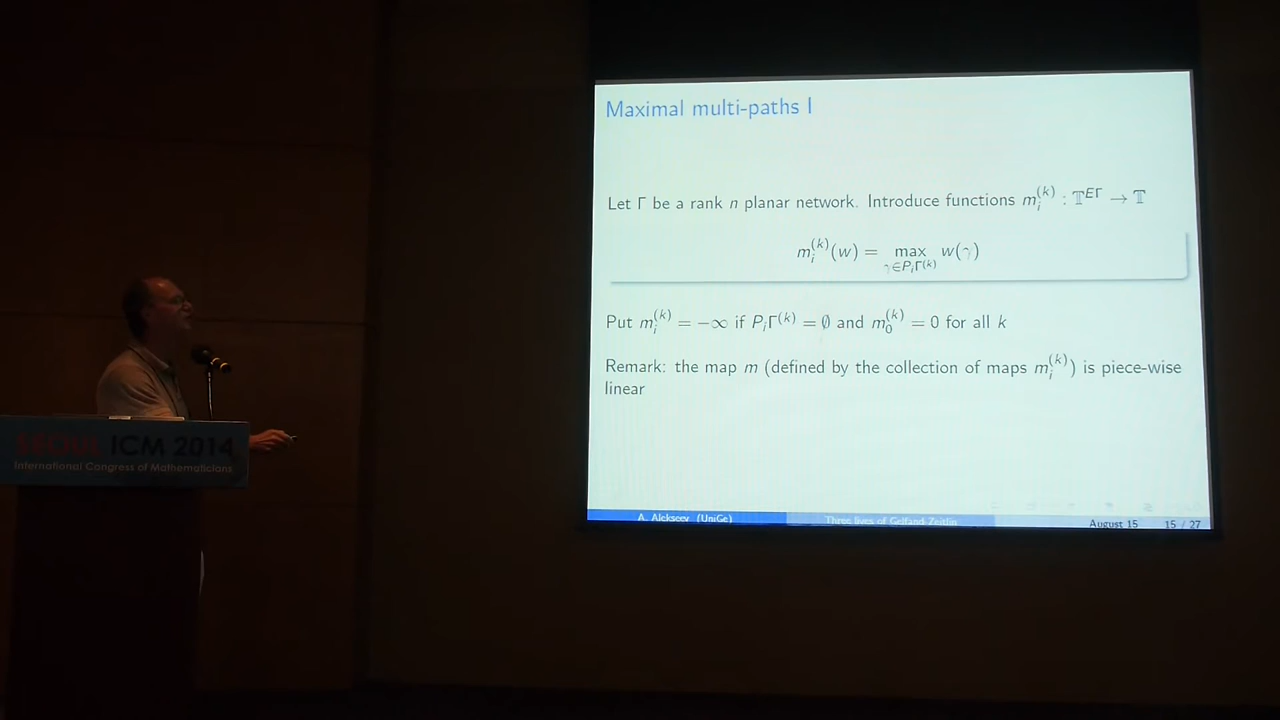 Maximal multi-paths I
Let Γ be a rank n planar network. Introduce functions m_i^{(k)} : 𝕋^{EΓ} → 𝕋
m_i^{(k)}(w) = max_{γ∈P_iΓ^{(k)}} w(γ)
Put m_i^{(k)} = −∞ if P_iΓ^{(k)} = ∅ and m_0^{(k)} = 0 for all k
Remark: the map m (defined by the collection of maps m_i^{(k)}) is piece-wise
linear
A. Alekseev (UniGe) Three lives of Gelfand-Zeitlin August 15 15 / 27
SEOUL ICM 2014
International Congress of Mathematicians